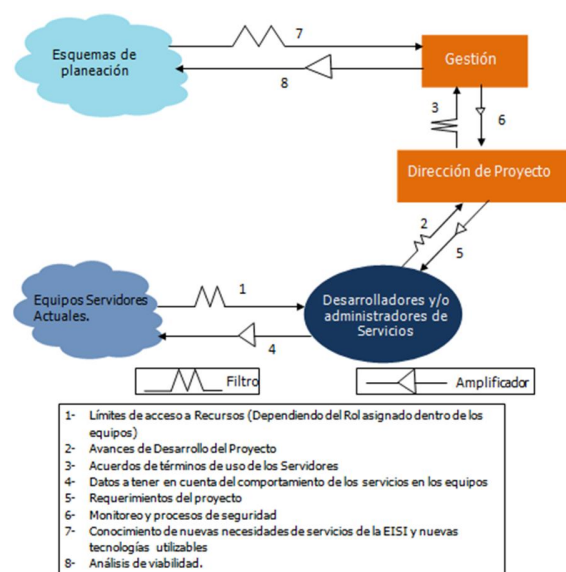 Esquemas de
planeación
7
8
Gestión
3
6
Dirección de Proyecto
2
5
Equipos Servidores
Actuales.
1
4
Desarrolladores y/o
administradores de
Servicios
Filtro
Amplificador
1- Límites de acceso a Recursos (Dependiendo del Rol asignado dentro de los
equipos)
2- Avances de Desarrollo del Proyecto
3- Acuerdos de términos de uso de los Servidores
4- Datos a tener en cuenta del comportamiento de los servicios en los equipos
5- Requerimientos del proyecto
6- Monitoreo y procesos de seguridad
7- Conocimiento de nuevas necesidades de servicios de la EISI y nuevas
tecnologías utilizables
8- Análisis de viabilidad.